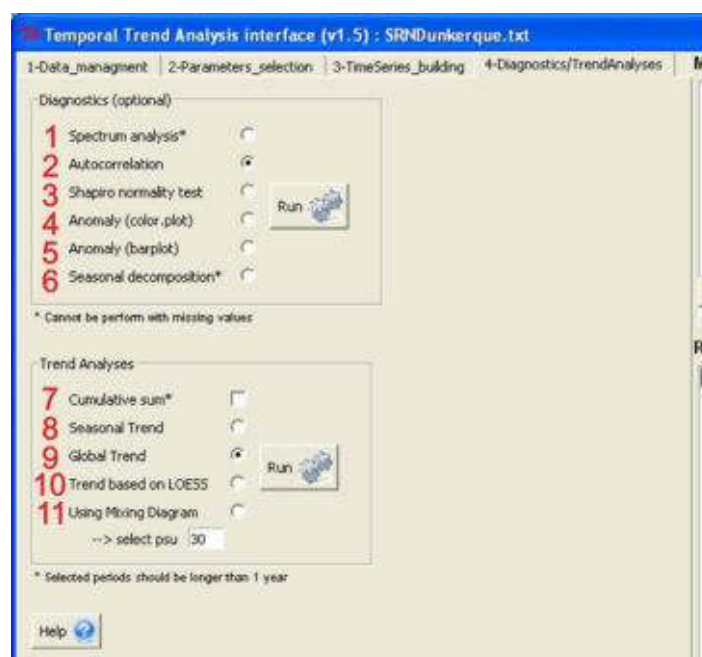 Temporal Trend Analysis interface (v1.5) : SRNDunkerque.txt
1-Data_managment 2-Parameters_selection 3-TimeSeries_building 4-Diagnostics/TrendAnalyses
Diagnostics (optional)
1 Spectrum analysis*
2 Autocorrelation
3 Shapiro normality test
Run
4 Anomaly (color.plot)
5 Anomaly (barplot)
6 Seasonal decomposition*
* Cannot be perform with missing values
Trend Analyses
7 Cumulative sum*
8 Seasonal Trend
9 Global Trend
Run
10 Trend based on LOESS
11 Using Mixing Diagram
--> select psu 30
* Selected periods should be longer than 1 year
Help